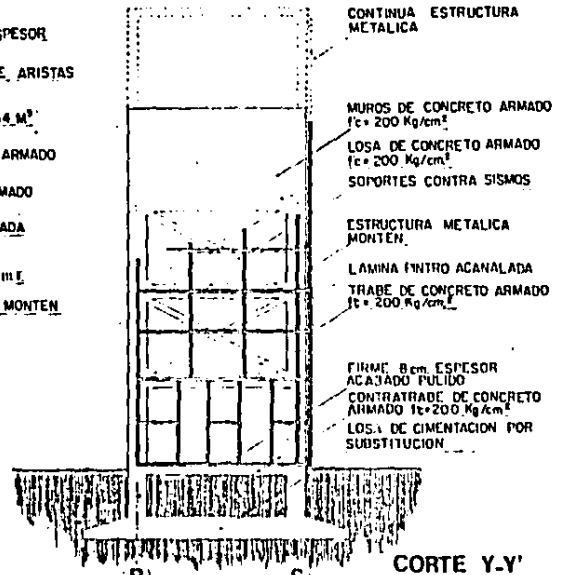 CONTINUA ESTRUCTURA
METALICA
PESOR
ARISTAS
MUROS DE CONCRETO ARMADO
f'c= 200 Kg/cm²
ARMADO
LOSA DE CONCRETO ARMADO
f'c= 200 Kg/cm²
SOPORTES CONTRA SISMOS
MADO
ADA
ESTRUCTURA METALICA
MONTEN
LAMINA PINTRO ACANALADA
TRABE DE CONCRETO ARMADO
f'c= 200 Kg/cm²
MONTEN
FIRME 8cm. ESPESOR
ACABADO PULIDO
CONTRATRABE DE CONCRETO
ARMADO f'c=200 Kg/cm²
LOSA DE CIMENTACION POR
SUBSTITUCION
CORTE Y-Y'